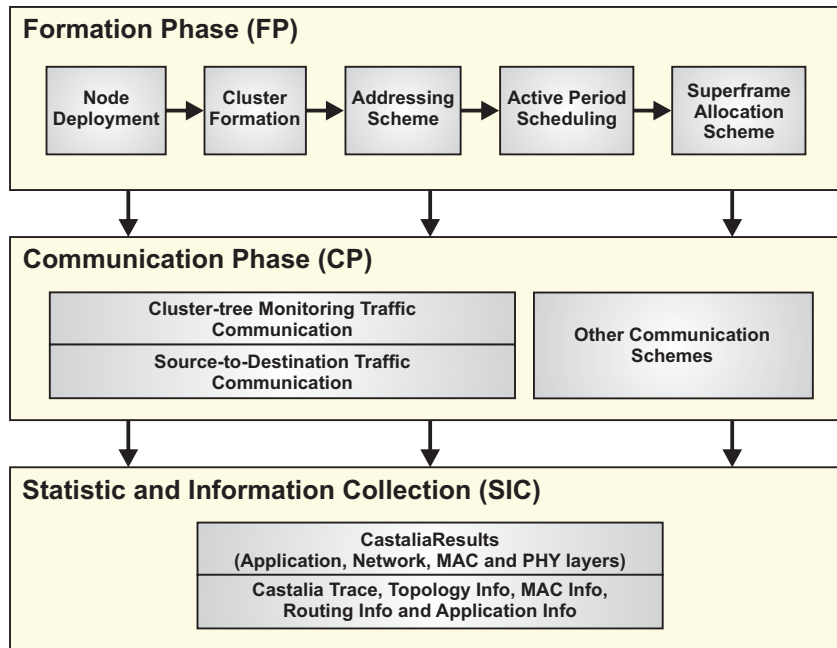 Formation Phase (FP)
Node
Deployment
Cluster
Formation
Addressing
Scheme
Active Period
Scheduling
Superframe
Allocation
Scheme
Communication Phase (CP)
Cluster-tree Monitoring Traffic
Communication
Source-to-Destination Traffic
Communication
Other Communication
Schemes
Statistic and Information Collection (SIC)
CastaliaResults
(Application, Network, MAC and PHY layers)
Castalia Trace, Topology Info, MAC Info,
Routing Info and Application Info